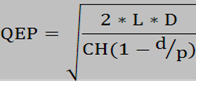 QEP = √(2 * L * D / CH(1 − d/p))